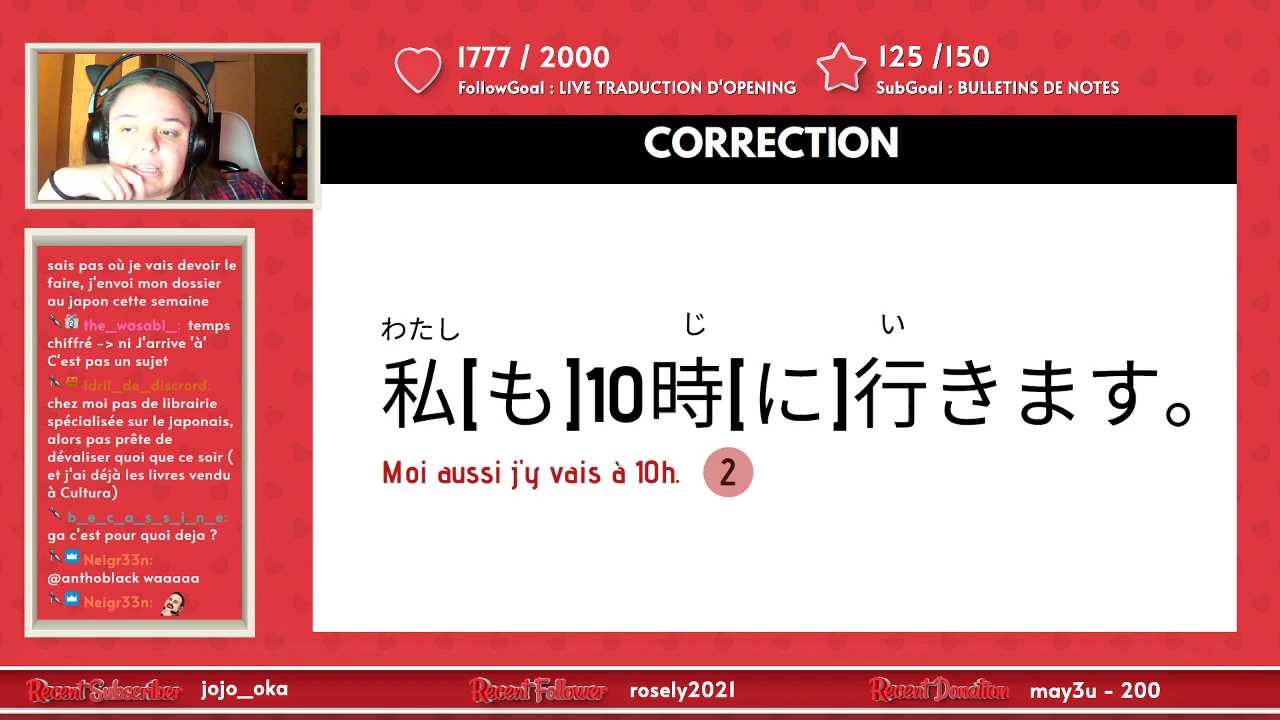 1777 / 2000
FollowGoal : LIVE TRADUCTION D'OPENING
125 /150
SubGoal : BULLETINS DE NOTES
CORRECTION
sais pas où je vais devoir le
faire, j'envoi mon dossier
au japon cette semaine
the_wasabi_: temps
chiffré -> ni J'arrive 'à'
C'est pas un sujet
Idril_de_discrord:
chez moi pas de librairie
spécialisée sur le japonais,
alors pas prête de
dévaliser quoi que ce soir (
et j'ai déjà les livres vendu
à Cultura)
b_e_c_a_s_s_i_n_e:
ga c'est pour quoi deja ?
Neigr33n:
@anthoblack waaaaa
Neigr33n:
わたし じ い
私[も]10時[に]行きます。
Moi aussi j'y vais à 10h. 2
Recent Subscriber jojo_oka
Recent Follower rosely2021
Recent Donation may3u - 200